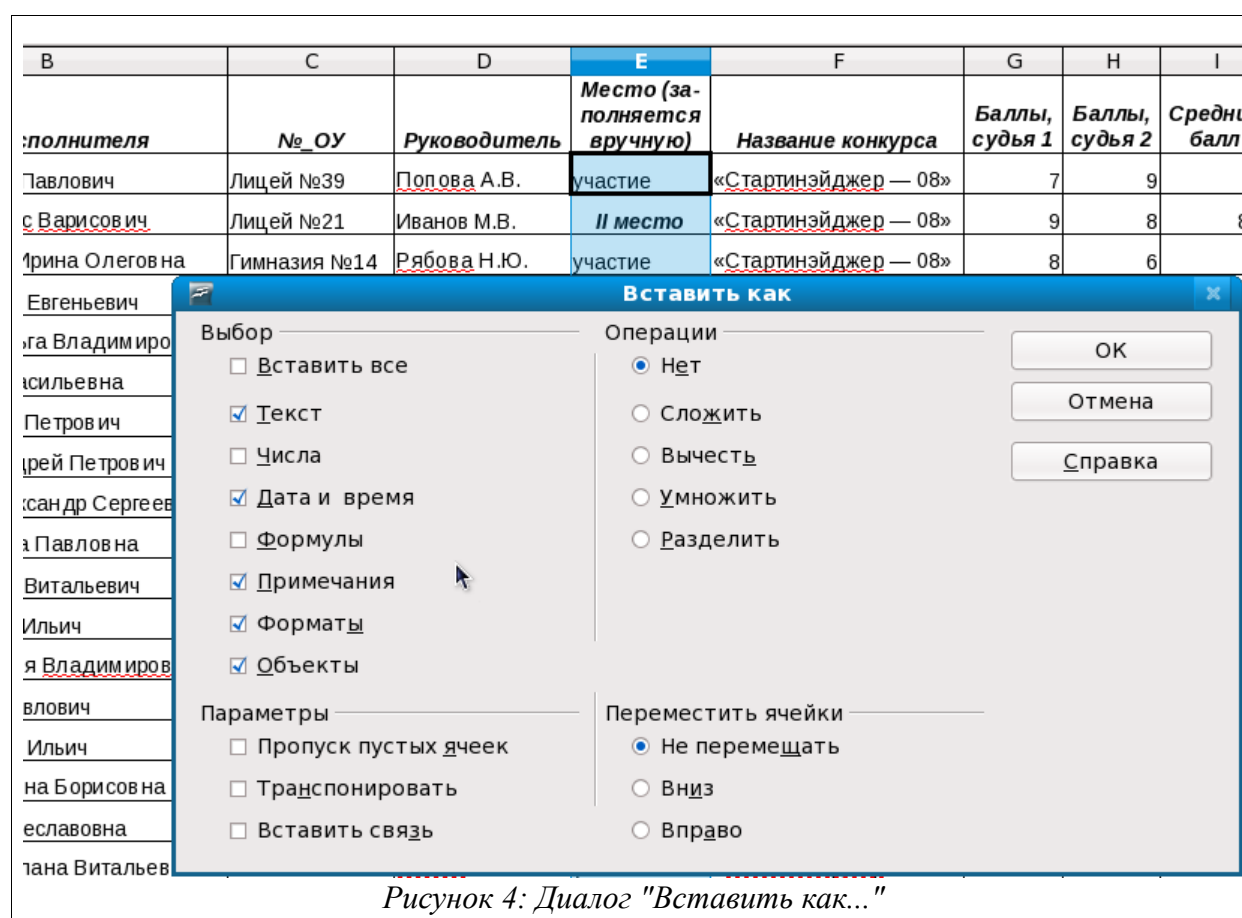 B C D E F G H I
сполнителя №_ОУ Руководитель Место (за-
полняется
вручную) Название конкурса Баллы,
судья 1 Баллы,
судья 2 Средни
балл
Павлович Лицей №39 Попова А.В. участие «Стартинэйджер — 08» 7 9
с Варисович Лицей №21 Иванов М.В. II место «Стартинэйджер — 08» 9 8 8
Ирина Олеговна Гимназия №14 Рябова Н.Ю. участие «Стартинэйджер — 08» 8 6
Евгеньевич
ьга Владимиро
асильевна
Петрович
дрей Петрович
ксандр Сергеев
а Павловна
Витальевич
Ильич
я Владимиров
влович
Ильич
на Борисовна
еславовна
лана Витальев
Вставить как
Выбор
Вставить все
Текст
Числа
Дата и время
Формулы
Примечания
Форматы
Объекты
Параметры
Пропуск пустых ячеек
Транспонировать
Вставить связь
Операции
Нет
Сложить
Вычесть
Умножить
Разделить
Переместить ячейки
Не перемещать
Вниз
Вправо
ОК
Отмена
Справка
Рисунок 4: Диалог "Вставить как..."